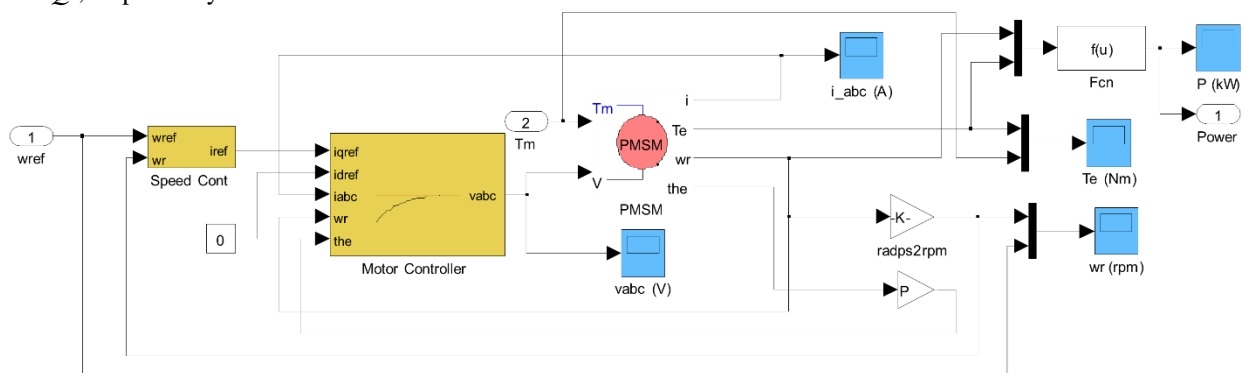 f(u)
Fcn
i_abc (A)
P (kW)
1
Power
2
Tm
Tm
i
Te
wr
the
V
PMSM
PMSM
1
wref
wref
wr
iref
Speed Cont
iqref
idref
iabc
wr
the
vabc
Motor Controller
0
vabc (V)
Te (Nm)
-K-
radps2rpm
wr (rpm)
P